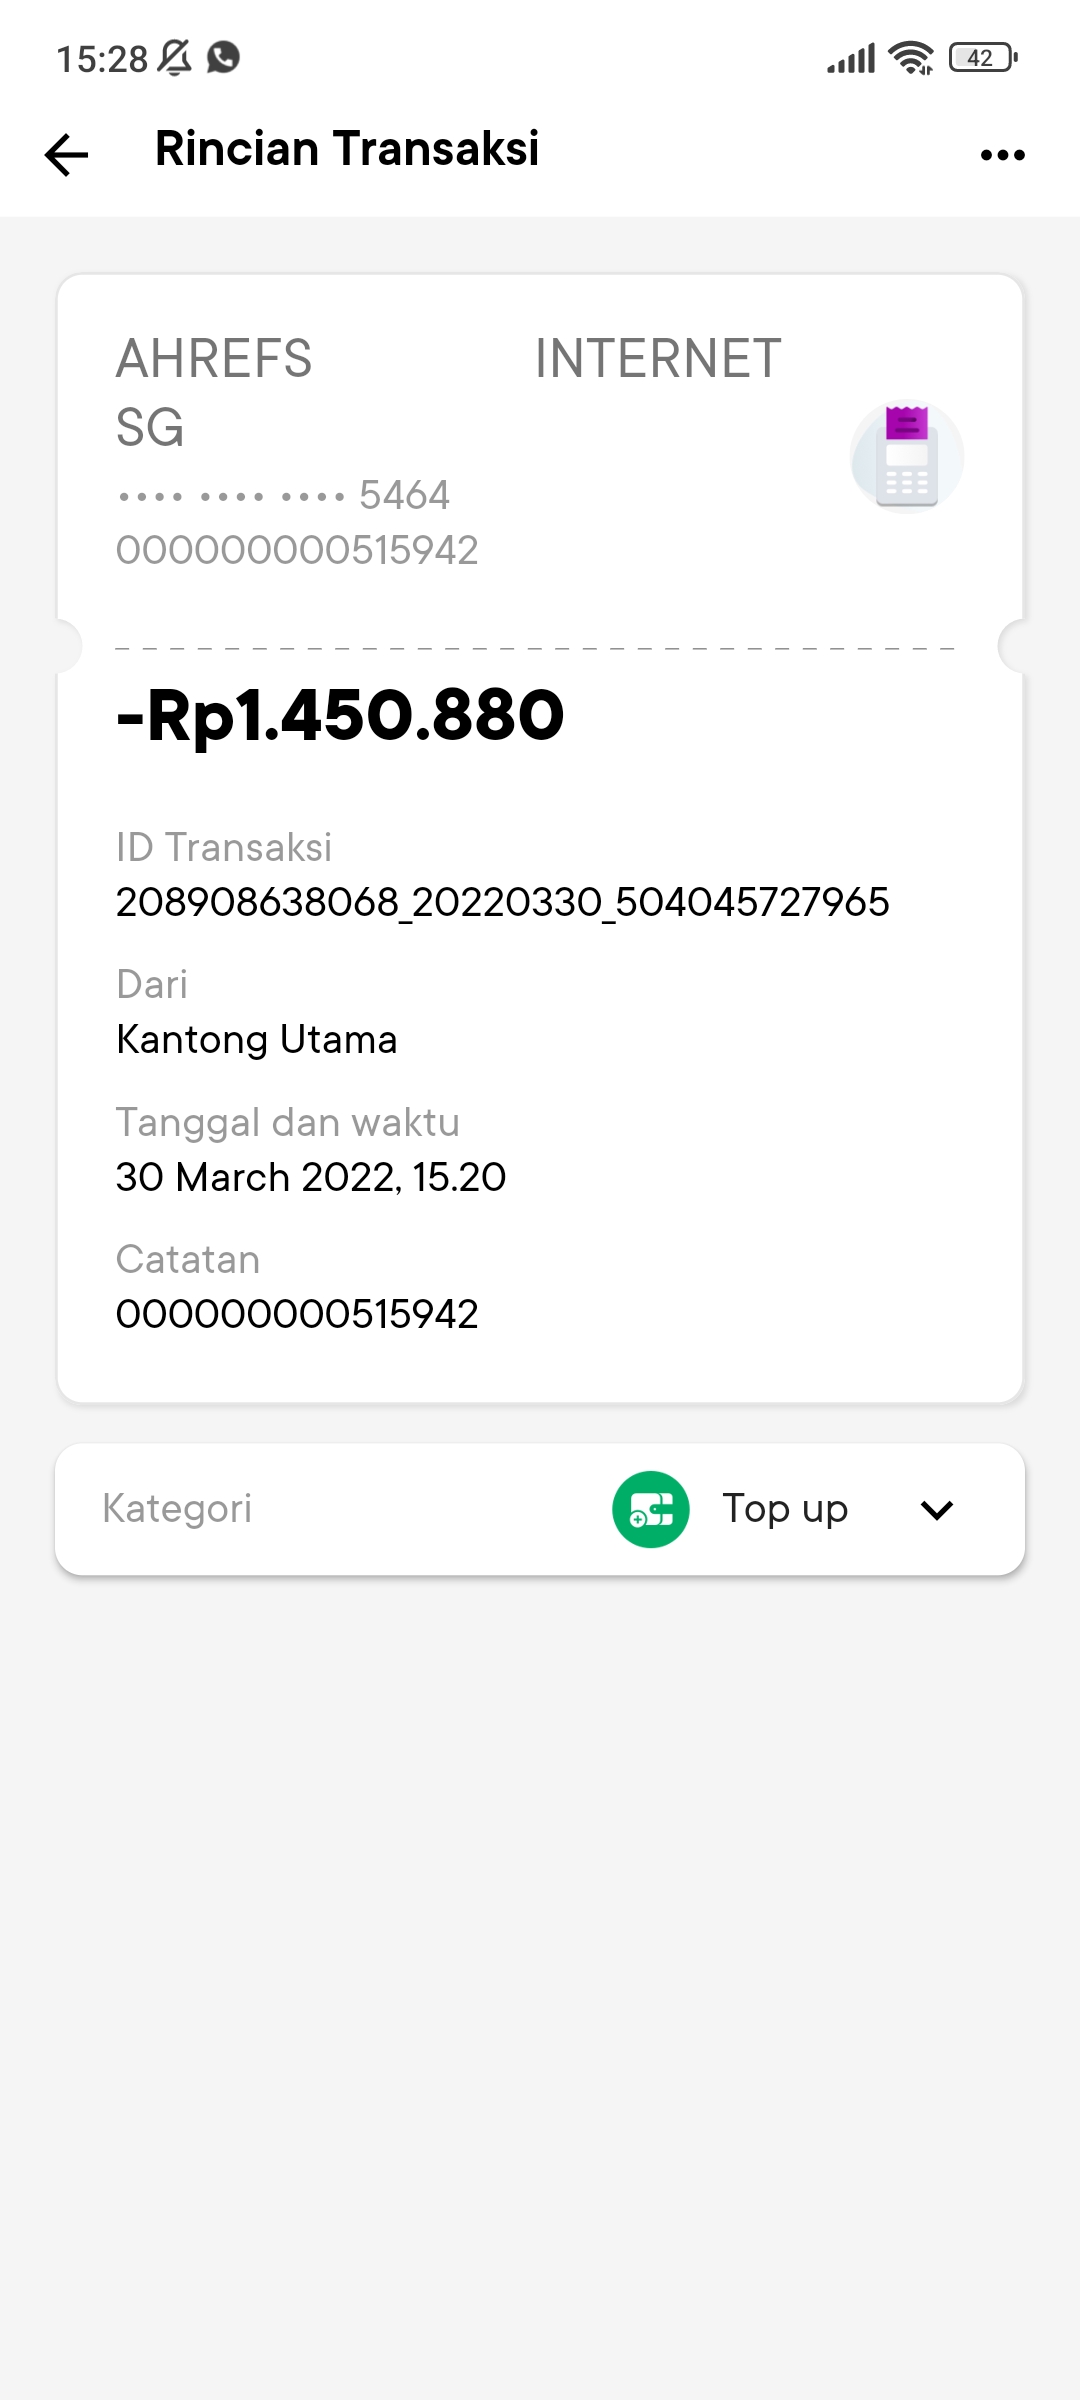 15:28
42
Rincian Transaksi
AHREFS INTERNET
SG
•••• •••• •••• 5464
000000000515942
-Rp1.450.880
ID Transaksi
208908638068_20220330_504045727965
Dari
Kantong Utama
Tanggal dan waktu
30 March 2022, 15.20
Catatan
000000000515942
Kategori
Top up